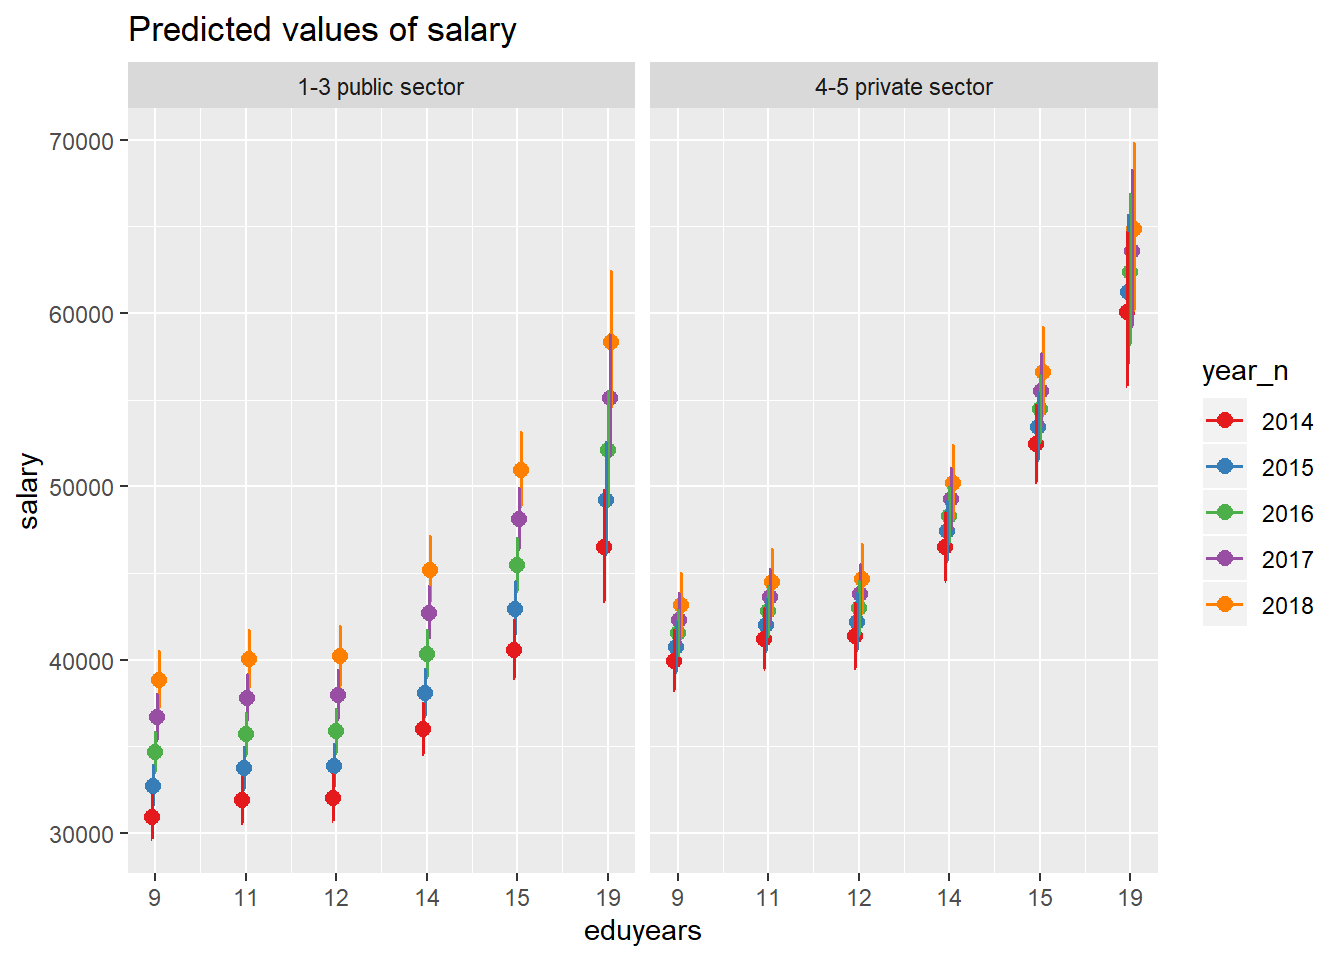 Predicted values of salary
1-3 public sector
4-5 private sector
70000
60000
50000
40000
30000
salary
9 11 12 14 15 19
9 11 12 14 15 19
eduyears
year_n
2014
2015
2016
2017
2018